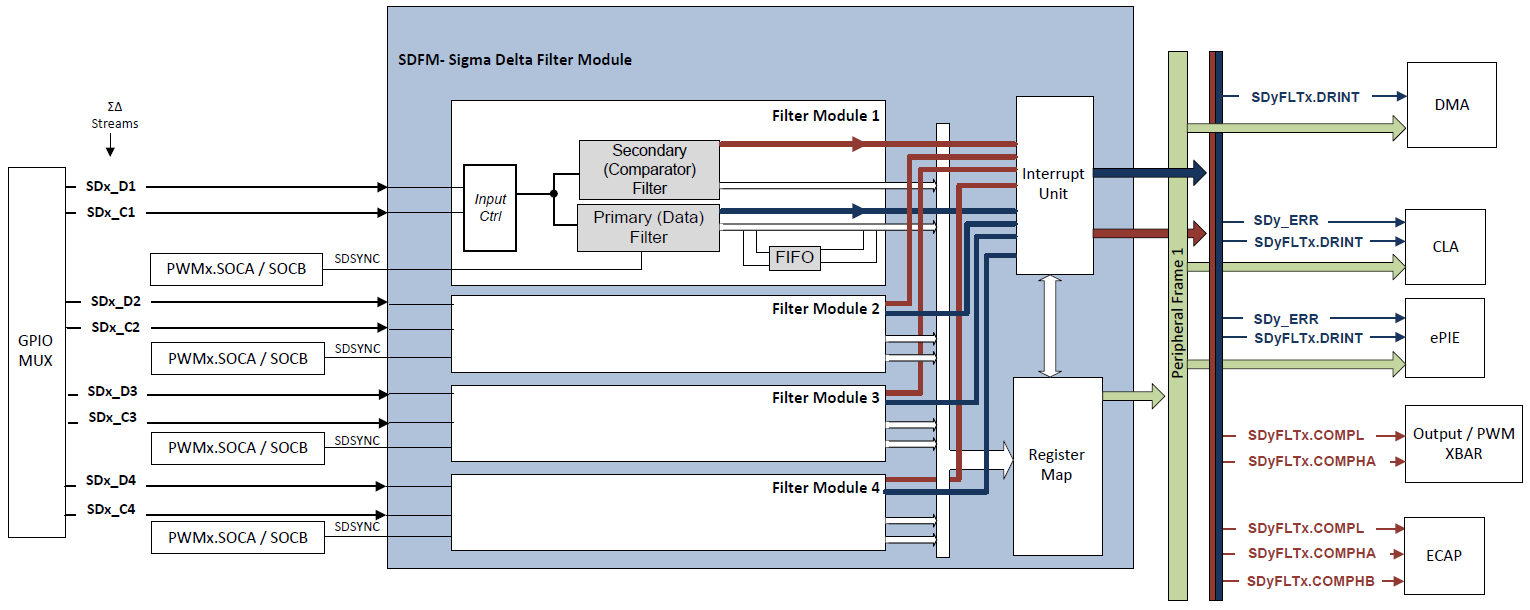 SDFM- Sigma Delta Filter Module
ΣΔ
Streams
GPIO
MUX
SDx_D1
SDx_C1
PWMx.SOCA / SOCB
SDSYNC
SDx_D2
SDx_C2
PWMx.SOCA / SOCB
SDSYNC
SDx_D3
SDx_C3
PWMx.SOCA / SOCB
SDSYNC
SDx_D4
SDx_C4
PWMx.SOCA / SOCB
SDSYNC
Filter Module 1
Input
Ctrl
Secondary
(Comparator)
Filter
Primary (Data)
Filter
FIFO
Filter Module 2
Filter Module 3
Filter Module 4
Interrupt
Unit
Register
Map
Peripheral Frame 1
SDyFLTx.DRINT
DMA
SDy_ERR
SDyFLTx.DRINT
CLA
SDy_ERR
SDyFLTx.DRINT
ePIE
SDyFLTx.COMPL
SDyFLTx.COMPHA
Output / PWM
XBAR
SDyFLTx.COMPL
SDyFLTx.COMPHA
SDyFLTx.COMPHB
ECAP